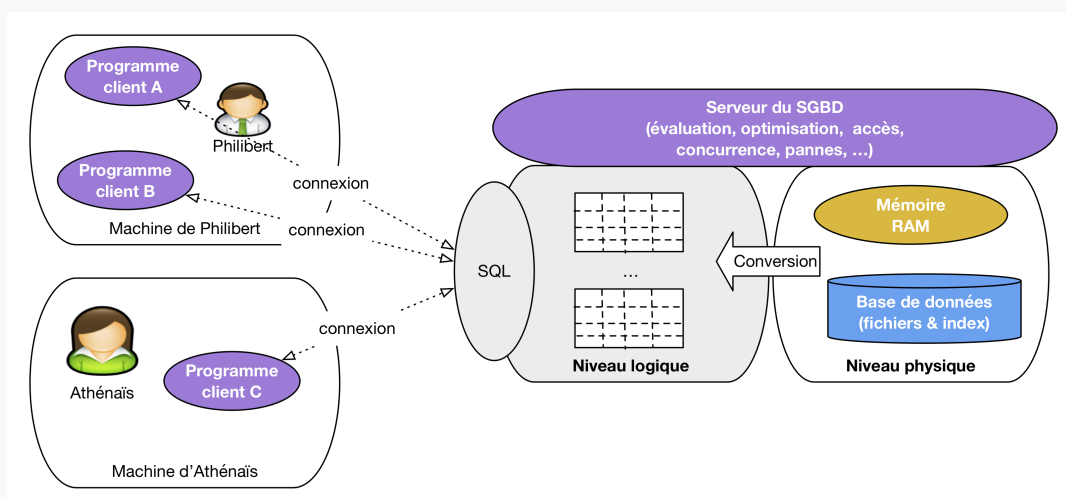 Programme
client A
Philibert
Programme
client B
Machine de Philibert
connexion
connexion
Athénaïs
Programme
client C
Machine d'Athénaïs
connexion
Serveur du SGBD
(évaluation, optimisation, accès,
concurrence, pannes, ...)
SQL
...
Niveau logique
Conversion
Mémoire
RAM
Base de données
(fichiers & index)
Niveau physique